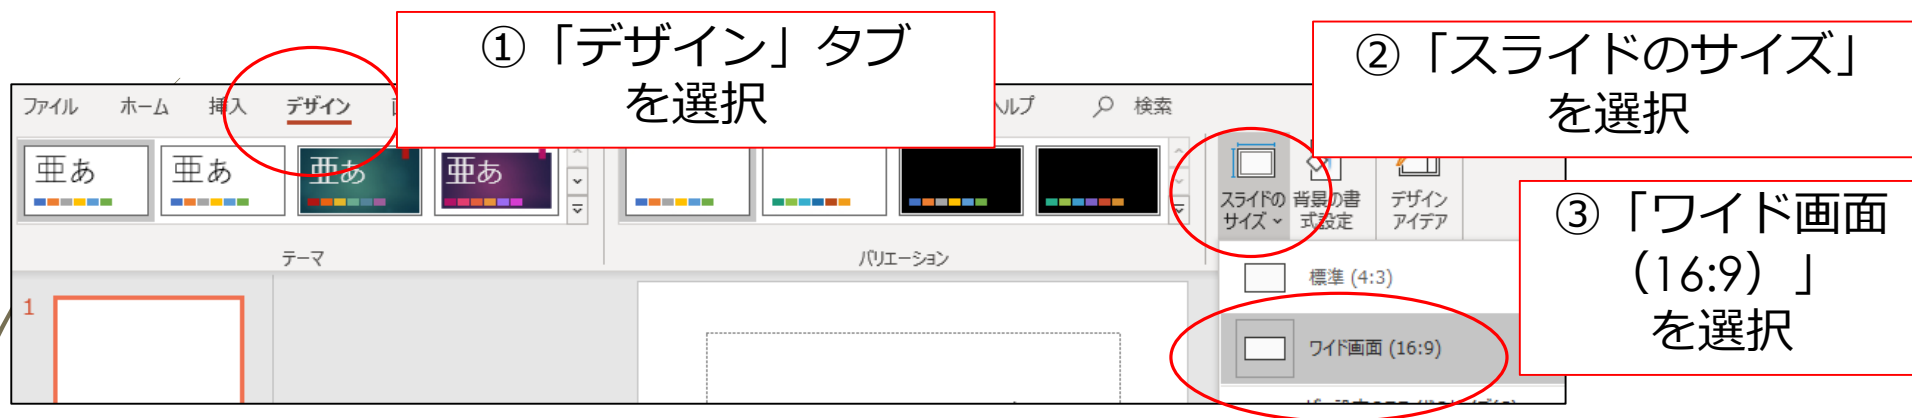 ①「デザイン」タブ
を選択
②「スライドのサイズ」
を選択
ファイル ホーム 挿入 デザイン ヘルプ 検索
亜あ 亜あ 亜あ 亜あ
スライドの
サイズ
背景の書
式設定
デザイン
アイデア
③「ワイド画面
（16:9）」
を選択
テーマ バリエーション
標準 (4:3)
1
ワイド画面 (16:9)